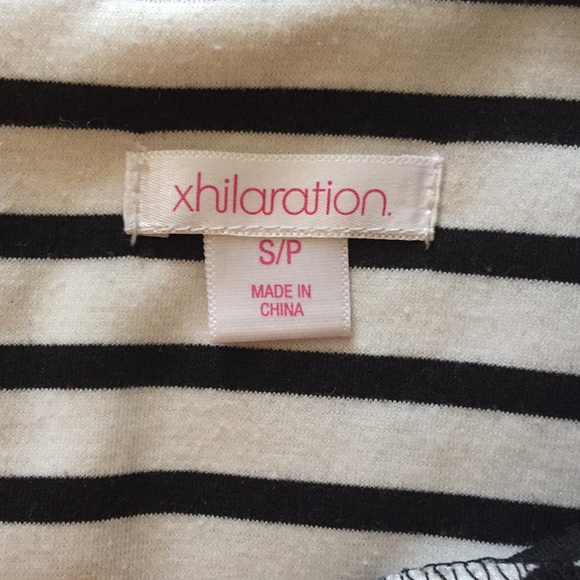 xhilaration.
S/P
MADE IN
CHINA